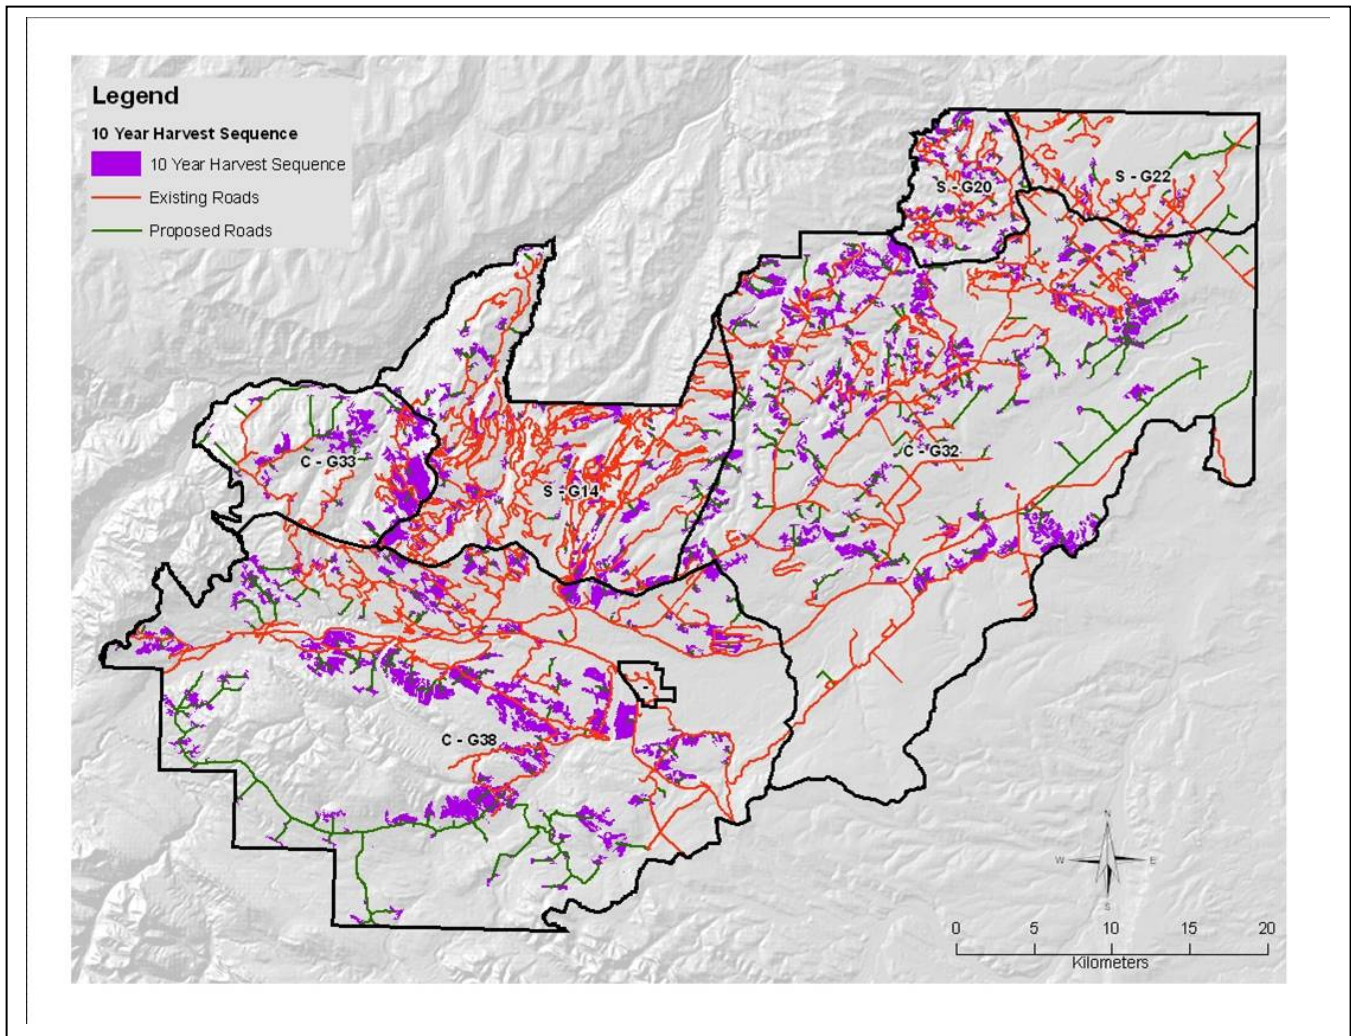 Legend
10 Year Harvest Sequence
10 Year Harvest Sequence
Existing Roads
Proposed Roads
S - G20
S - G22
C - G33
S - G14
C - G32
C - G38
N
W
E
S
0 5 10 15 20
Kilometers